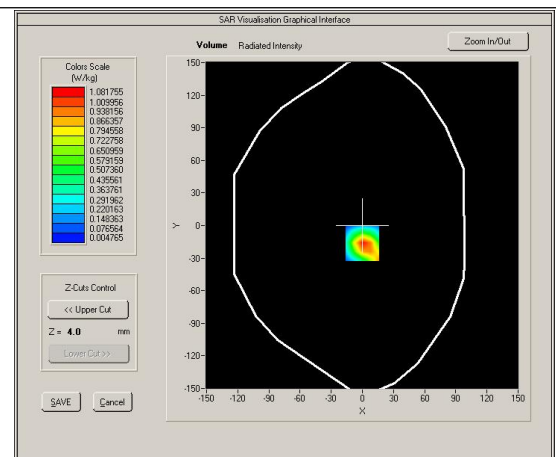 SAR Visualisation Graphical Interface
Volume Radiated Intensity
Zoom In/Out
Colors Scale
(W/kg)
1.081755
1.009956
0.938156
0.866357
0.794558
0.722758
0.650959
0.579159
0.507360
0.435561
0.363761
0.291962
0.220163
0.148363
0.076564
0.004765
Z-Cuts Control
<< Upper Cut
Z = 4.0 mm
Lower Cut >>
SAVE Cancel
150
120
90
60
30
0
-30
-60
-90
-120
-150
Y
-150 -120 -90 -60 -30 0 30 60 90 120 150
X